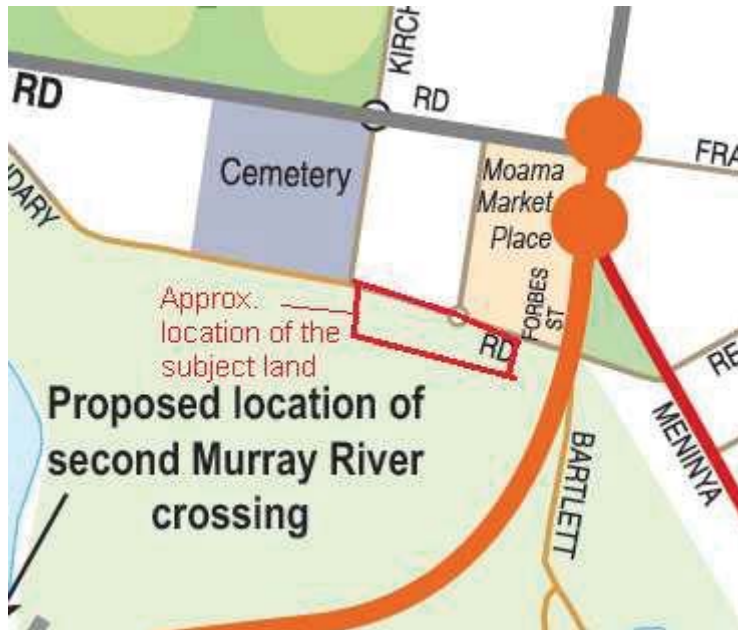 KIRCH
RD
RD
FRA
Cemetery
Moama
Market
Place
DARY
FORBES
ST
Approx.
location of the
subject land
RD
RE
Proposed location of
second Murray River
crossing
MENINYA
BARTLETT